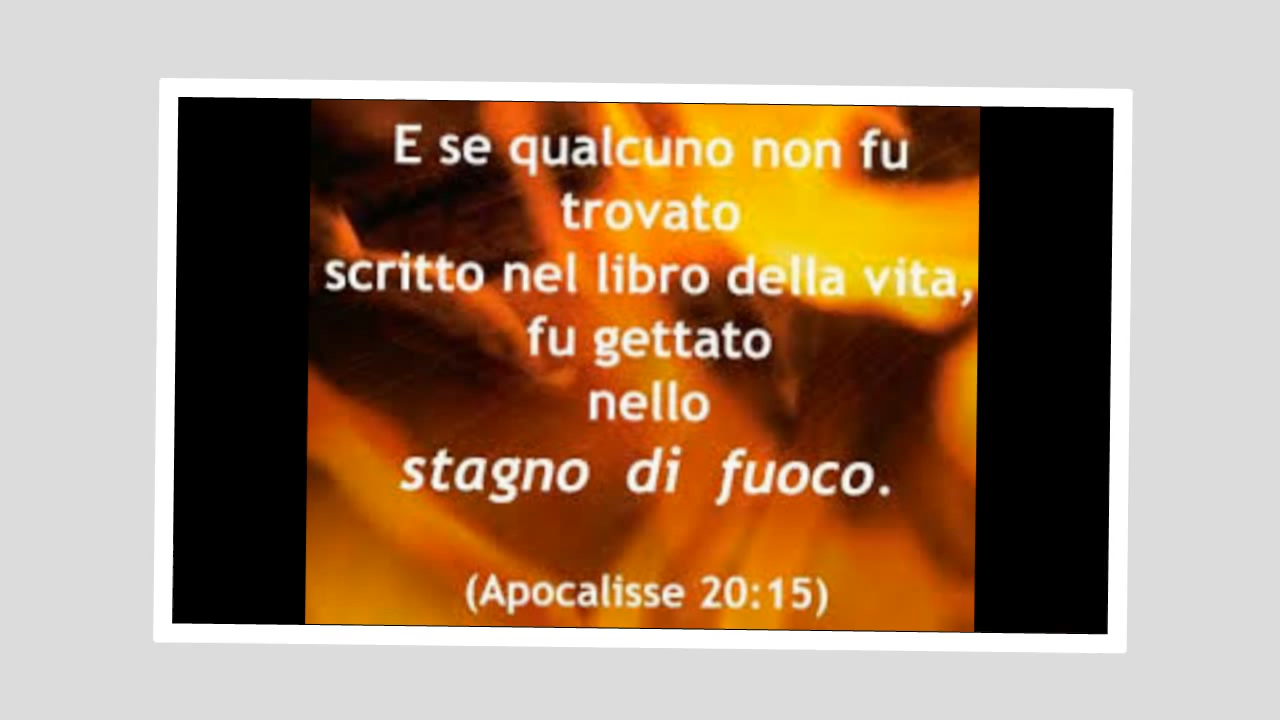 E se qualcuno non fu
trovato
scritto nel libro della vita,
fu gettato
nello
stagno di fuoco.
(Apocalisse 20:15)